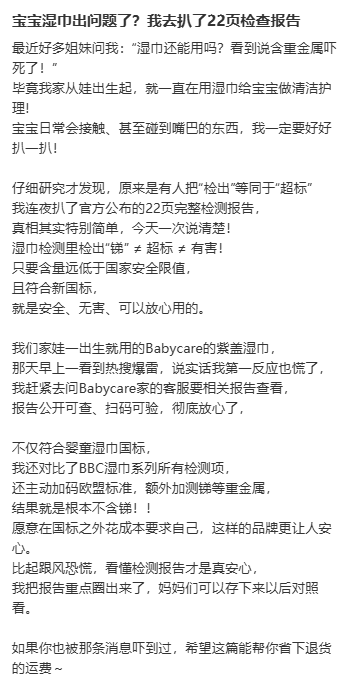 宝宝湿巾出问题了？我去扒了22页检查报告
最近好多姐妹问我：“湿巾还能用吗？看到说含重金属吓
死了！“
毕竟我家从娃出生起，就一直在用湿巾给宝宝做清洁护
理!
宝宝日常会接触、甚至碰到嘴巴的东西，我一定要好好
扒一扒!

仔细研究才发现，原来是有人把“检出”等同于“超标”
我连夜扒了官方公布的22页完整检测报告，
真相其实特别简单，今天一次说清楚！
湿巾检测里检出“锑” ≠ 超标 ≠ 有害！
只要含量远低于国家安全限值，
且符合新国标，
就是安全、无害、可以放心用的。

我们家娃一出生就用的Babycare的紫盖湿巾，
那天早上一看到热搜爆雷，说实话我第一反应也慌了，
我赶紧去问Babycare家的客服要相关报告查看，
报告公开可查、扫码可验，彻底放心了，

不仅符合婴童湿巾国标，
我还对比了BBC湿巾系列所有检测项，
还主动加码欧盟标准，额外加测锑等重金属，
结果就是根本不含锑！！
愿意在国标之外花成本要求自己，这样的品牌更让人安
心。
比起跟风恐慌，看懂检测报告才是真安心，
我把报告重点圈出来了，妈妈们可以存下来以后对照
看。

如果你也被那条消息吓到过，希望这篇能帮你省下退货
的运费～